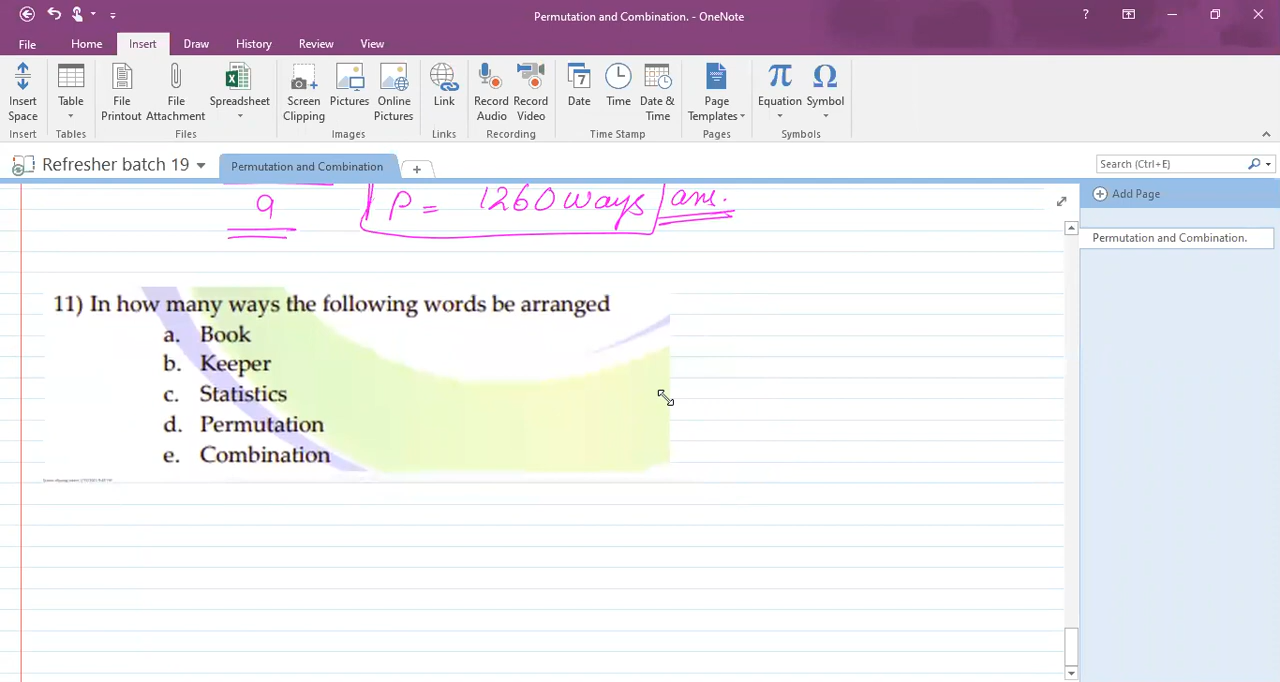 Permutation and Combination. - OneNote
?
File Home Insert Draw History Review View
Insert Space
Table
File Printout
File Attachment
Spreadsheet
Screen Clipping
Pictures
Online Pictures
Link
Record Audio
Record Video
7
Date
Time
Date & Time
Page Templates
π
Equation
Ω
Symbol
Insert Tables Files Images Links Recording Time Stamp Pages Symbols
Refresher batch 19
Permutation and Combination
+
Search (Ctrl+E)
Add Page
Permutation and Combination.
9
P = 1260 ways ans.
11) In how many ways the following words be arranged
a. Book
b. Keeper
c. Statistics
d. Permutation
e. Combination